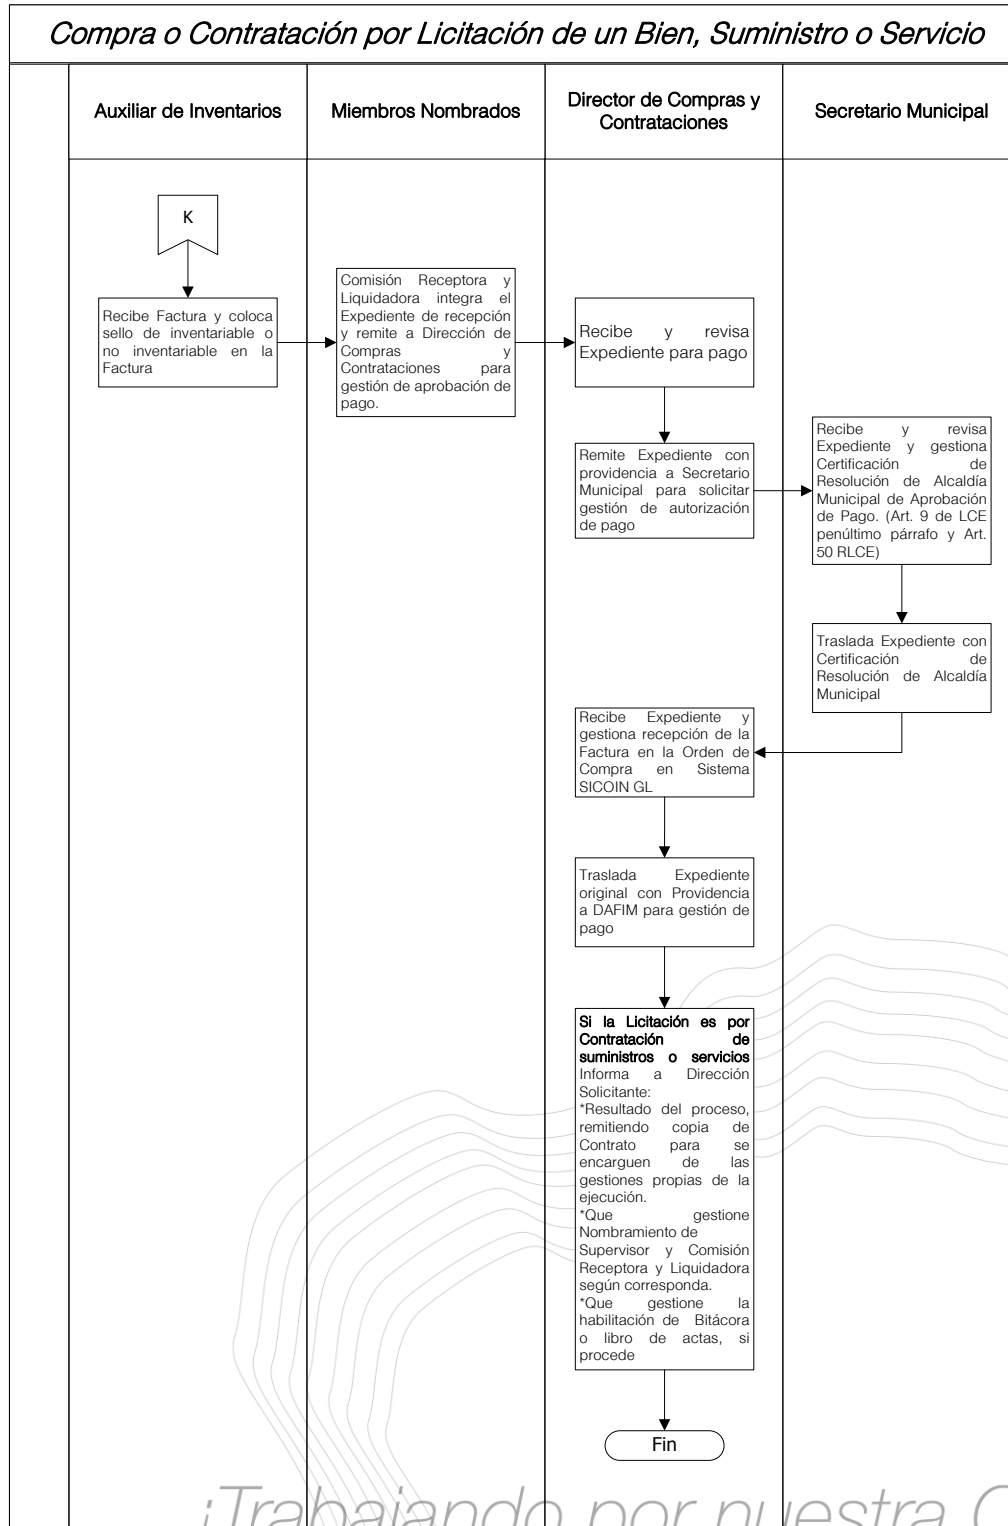 Compra o Contratación por Licitación de un Bien, Suministro o Servicio
Auxiliar de Inventarios
Miembros Nombrados
Director de Compras y
Contrataciones
Secretario Municipal
K
Recibe Factura y coloca
sello de inventariable o
no inventariable en la
Factura
Comisión Receptora y
Liquidadora integra el
Expediente de recepción
y remite a Dirección de
Compras y
Contrataciones para
gestión de aprobación de
pago.
Recibe y revisa
Expediente para pago
Remite Expediente con
providencia a Secretario
Municipal para solicitar
gestión de autorización
de pago
Recibe y revisa
Expediente y gestiona
Certificación de
Resolución de Alcaldía
Municipal de Aprobación
de Pago. (Art. 9 de LCE
penúltimo párrafo y Art.
50 RLCE)
Traslada Expediente con
Certificación de
Resolución de Alcaldía
Municipal
Recibe Expediente y
gestiona recepción de la
Factura en la Orden de
Compra en Sistema
SICOIN GL
Traslada Expediente
original con Providencia
a DAFIM para gestión de
pago
Si la Licitación es por
Contratación de
suministros o servicios
Informa a Dirección
Solicitante:
*Resultado del proceso,
remitiendo copia de
Contrato para se
encarguen de las
gestiones propias de la
ejecución.
*Que gestione
Nombramiento de
Supervisor y Comisión
Receptora y Liquidadora
según corresponda.
*Que gestione la
habilitación de Bitácora
o libro de actas, si
procede
Fin
¡Trabajando por nuestra